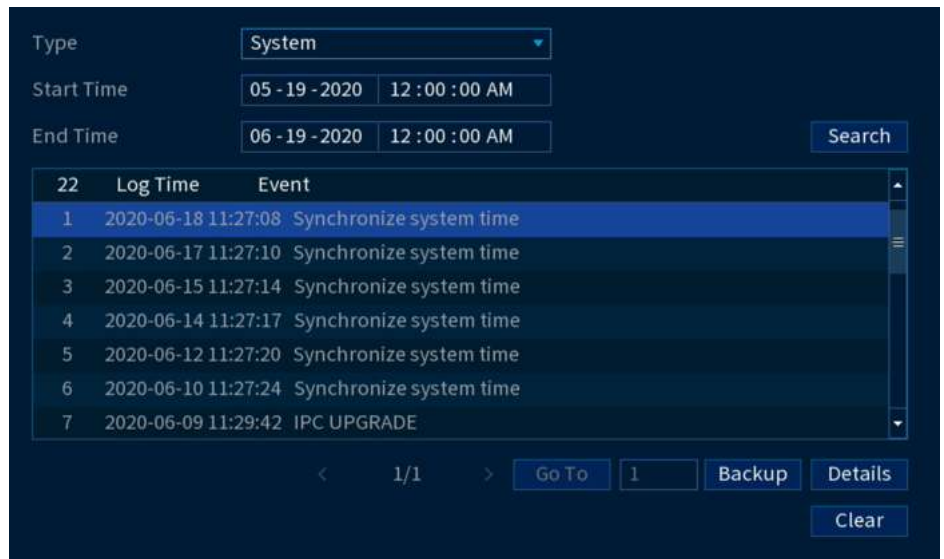 Type System
Start Time 05 - 19 - 2020 12 : 00 : 00 AM
End Time 06 - 19 - 2020 12 : 00 : 00 AM Search
22 Log Time Event
1 2020-06-18 11:27:08 Synchronize system time
2 2020-06-17 11:27:10 Synchronize system time
3 2020-06-15 11:27:14 Synchronize system time
4 2020-06-14 11:27:17 Synchronize system time
5 2020-06-12 11:27:20 Synchronize system time
6 2020-06-10 11:27:24 Synchronize system time
7 2020-06-09 11:29:42 IPC UPGRADE
< 1/1 > Go To 1 Backup Details
Clear